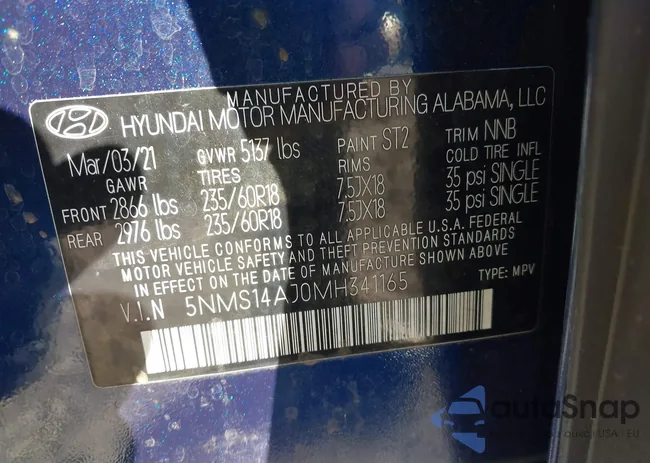 MANUFACTURED BY
HYUNDAI MOTOR MANUFACTURING ALABAMA, LLC
Mar/03/21 GVWR 5137 lbs PAINT ST2 TRIM NNB
GAWR TIRES RIMS COLD TIRE INFL
FRONT 2866 lbs 235/60R18 7.5JX18 35 psi SINGLE
REAR 2976 lbs 235/60R18 7.5JX18 35 psi SINGLE
THIS VEHICLE CONFORMS TO ALL APPLICABLE U.S.A. FEDERAL
MOTOR VEHICLE SAFETY AND THEFT PREVENTION STANDARDS
IN EFFECT ON THE DATE OF MANUFACTURE SHOWN ABOVE
V.I.N 5NMS14AJ0MH341165 TYPE: MPV
autoSnap
USA - EU